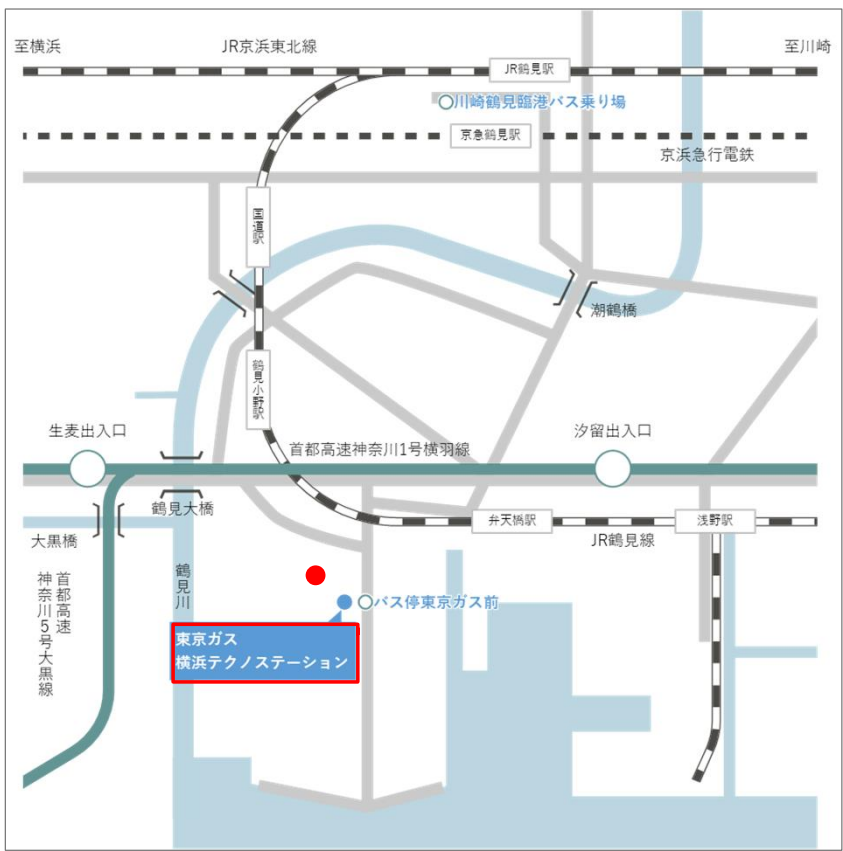 至横浜
JR京浜東北線
至川崎
JR鶴見駅
川崎鶴見臨港バス乗り場
京急鶴見駅
京浜急行電鉄
国道駅
潮鶴橋
鶴見小野駅
生麦出入口
首都高速神奈川1号横羽線
汐留出入口
鶴見大橋
大黒橋
弁天橋駅
浅野駅
JR鶴見線
首都高速
神奈川5号大黒線
鶴見川
バス停東京ガス前
東京ガス
横浜テクノステーション